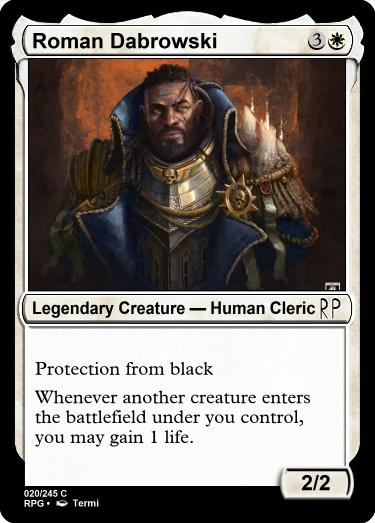 Roman Dabrowski 3
Legendary Creature — Human Cleric RP
Protection from black
Whenever another creature enters
the battlefield under you control,
you may gain 1 life.
2/2
020/245 C
RPG • Termi